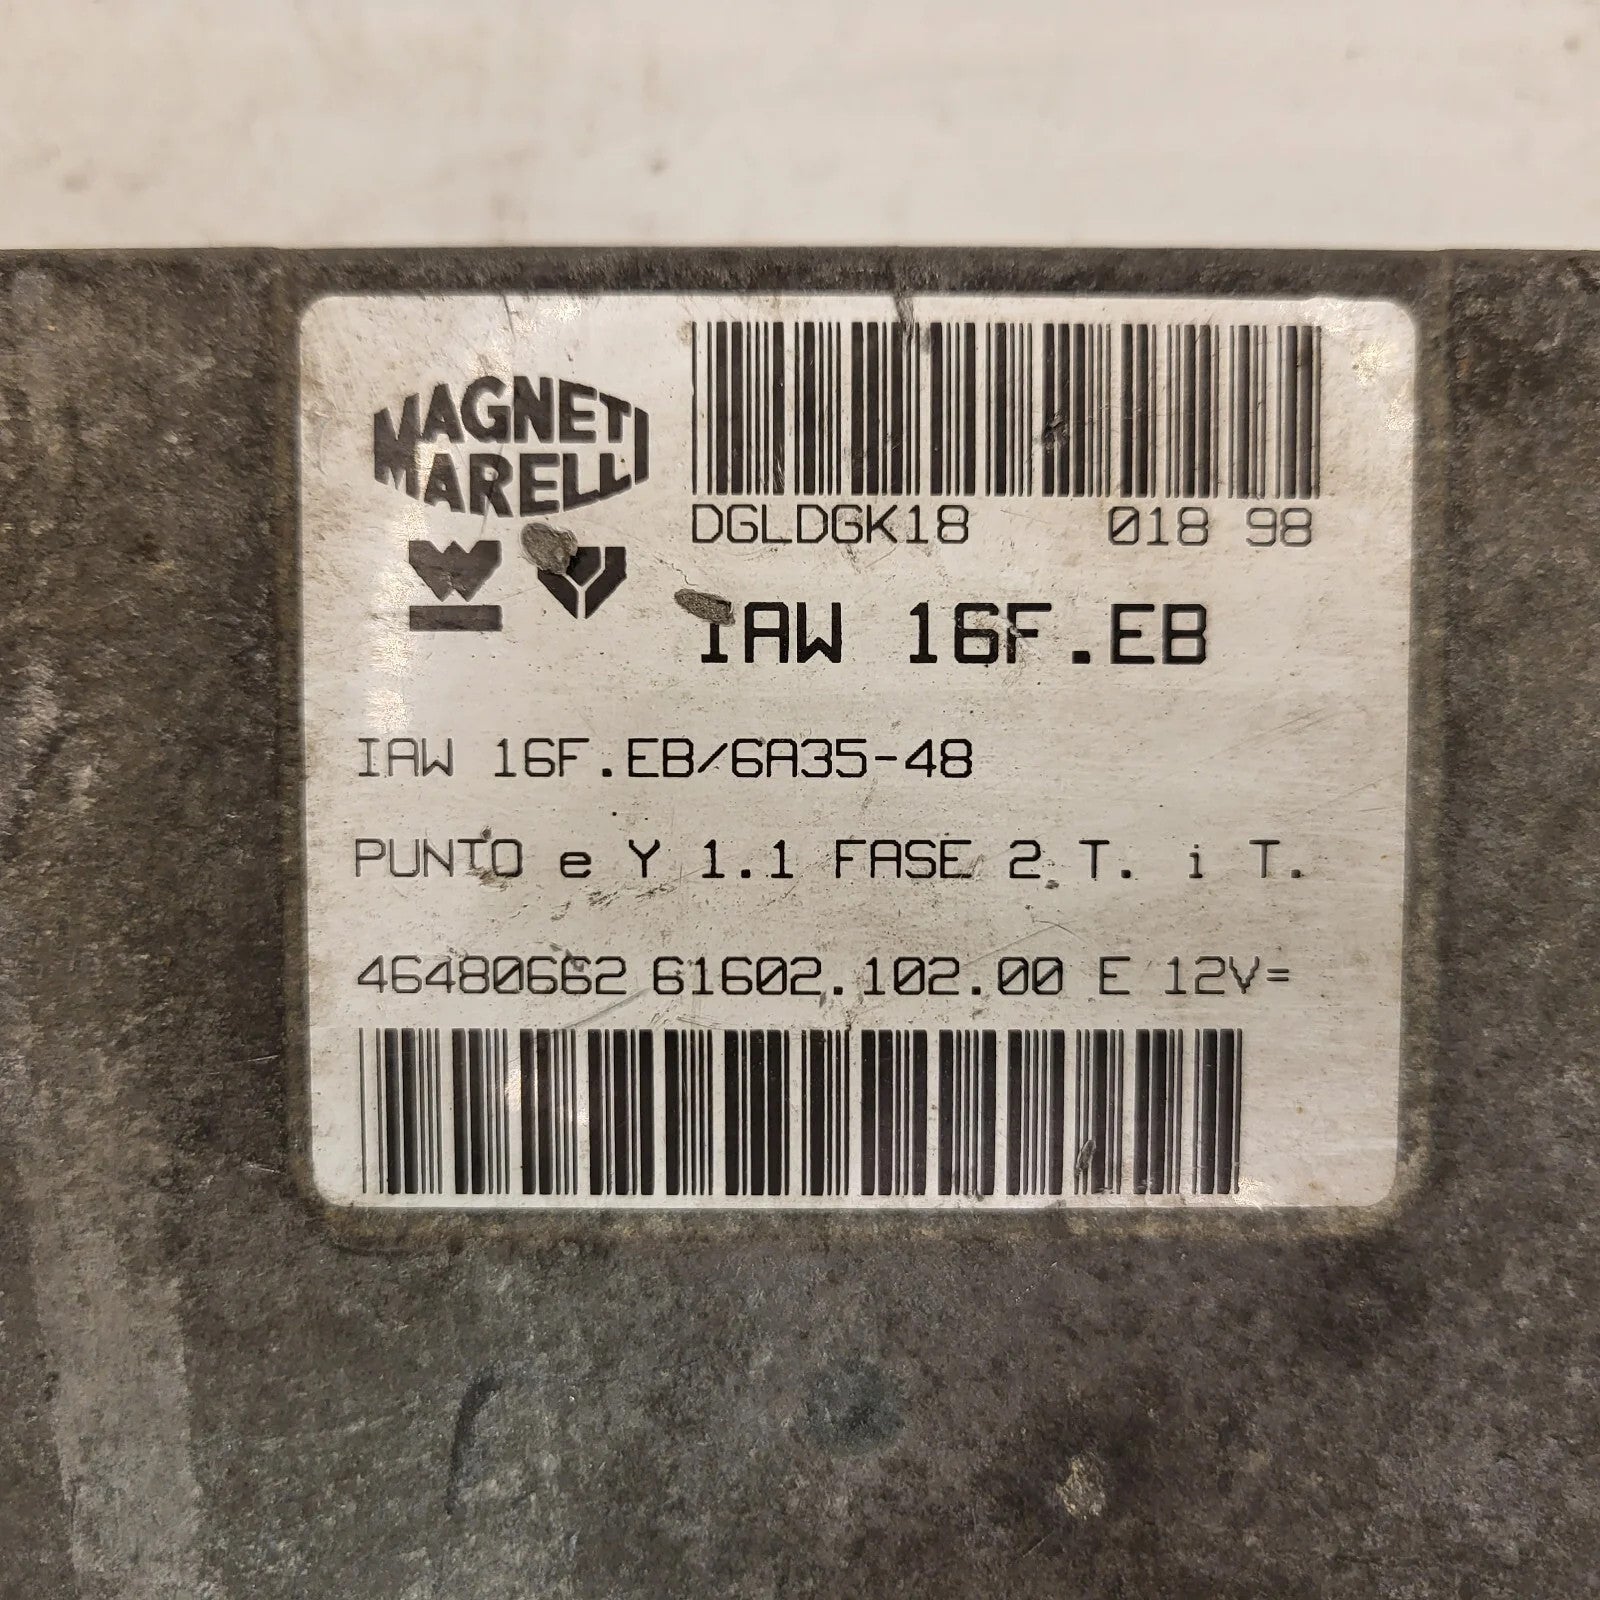 MAGNETI
MARELLI
DGLDGK18 018 98
IAW 16F.EB
IAW 16F.EB/6A35-48
PUNTO e Y 1.1 FASE 2 T. i T.
46480662 61602.102.00 E 12V=